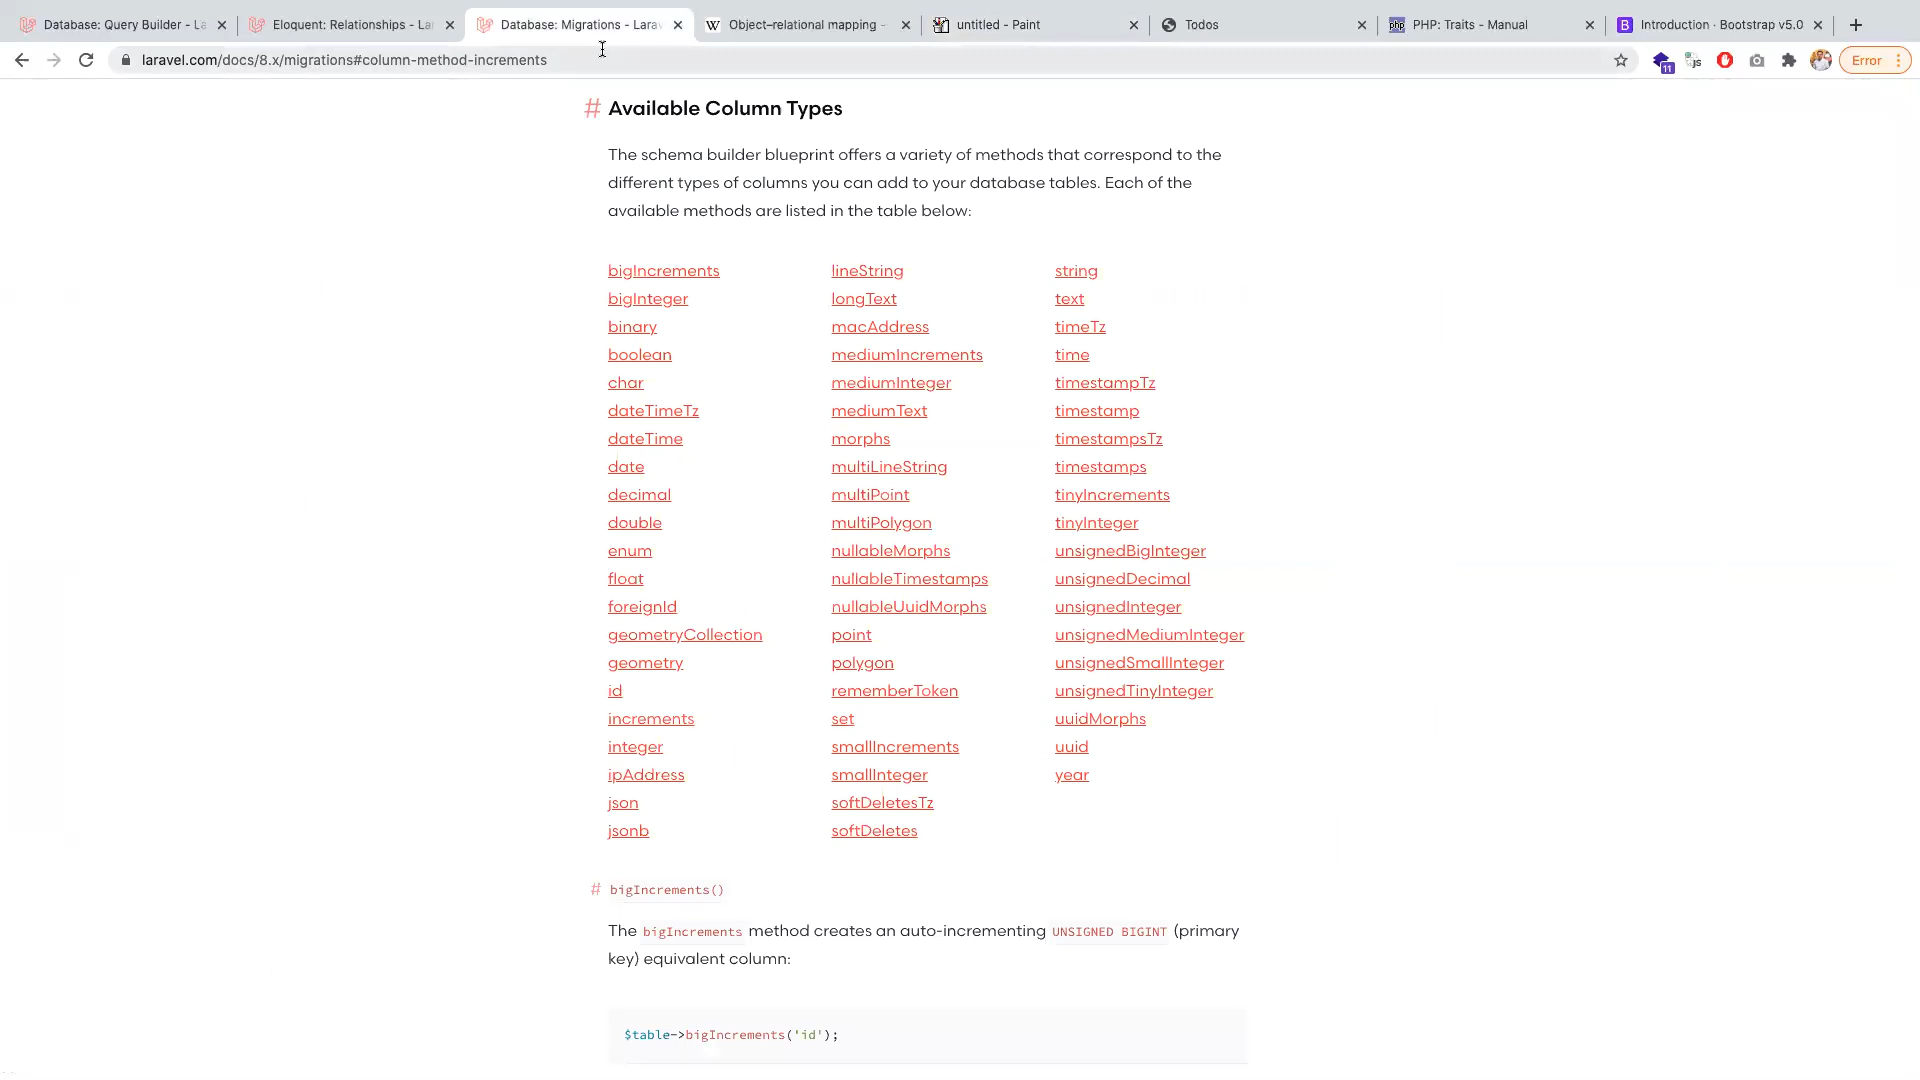 Database: Query Builder - La
Eloquent: Relationships - Lar
Database: Migrations - Larav
Object–relational mapping -
untitled - Paint
Todos
PHP: Traits - Manual
Introduction · Bootstrap v5.0
laravel.com/docs/8.x/migrations#column-method-increments
11
JS
Error
# Available Column Types
The schema builder blueprint offers a variety of methods that correspond to the
different types of columns you can add to your database tables. Each of the
available methods are listed in the table below:
bigIncrements
bigInteger
binary
boolean
char
dateTimeTz
dateTime
date
decimal
double
enum
float
foreignId
geometryCollection
geometry
id
increments
integer
ipAddress
json
jsonb
lineString
longText
macAddress
mediumIncrements
mediumInteger
mediumText
morphs
multiLineString
multiPoint
multiPolygon
nullableMorphs
nullableTimestamps
nullableUuidMorphs
point
polygon
rememberToken
set
smallIncrements
smallInteger
softDeletesTz
softDeletes
string
text
timeTz
time
timestampTz
timestamp
timestampsTz
timestamps
tinyIncrements
tinyInteger
unsignedBigInteger
unsignedDecimal
unsignedInteger
unsignedMediumInteger
unsignedSmallInteger
unsignedTinyInteger
uuidMorphs
uuid
year
# bigIncrements()
The bigIncrements method creates an auto-incrementing UNSIGNED BIGINT (primary
key) equivalent column:
$table->bigIncrements('id');